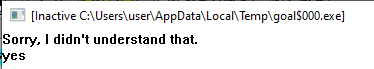 [Inactive C:\Users\user\AppData\Local\Temp\goal$000.exe]
Sorry, I didn't understand that.
yes